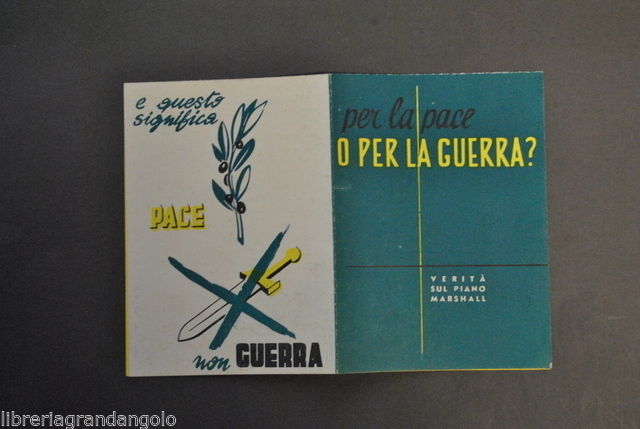 e questo
significa
PACE
non GUERRA
per la pace
O PER LA GUERRA?
VERITÀ
SUL PIANO
MARSHALL
libreriagrandangolo